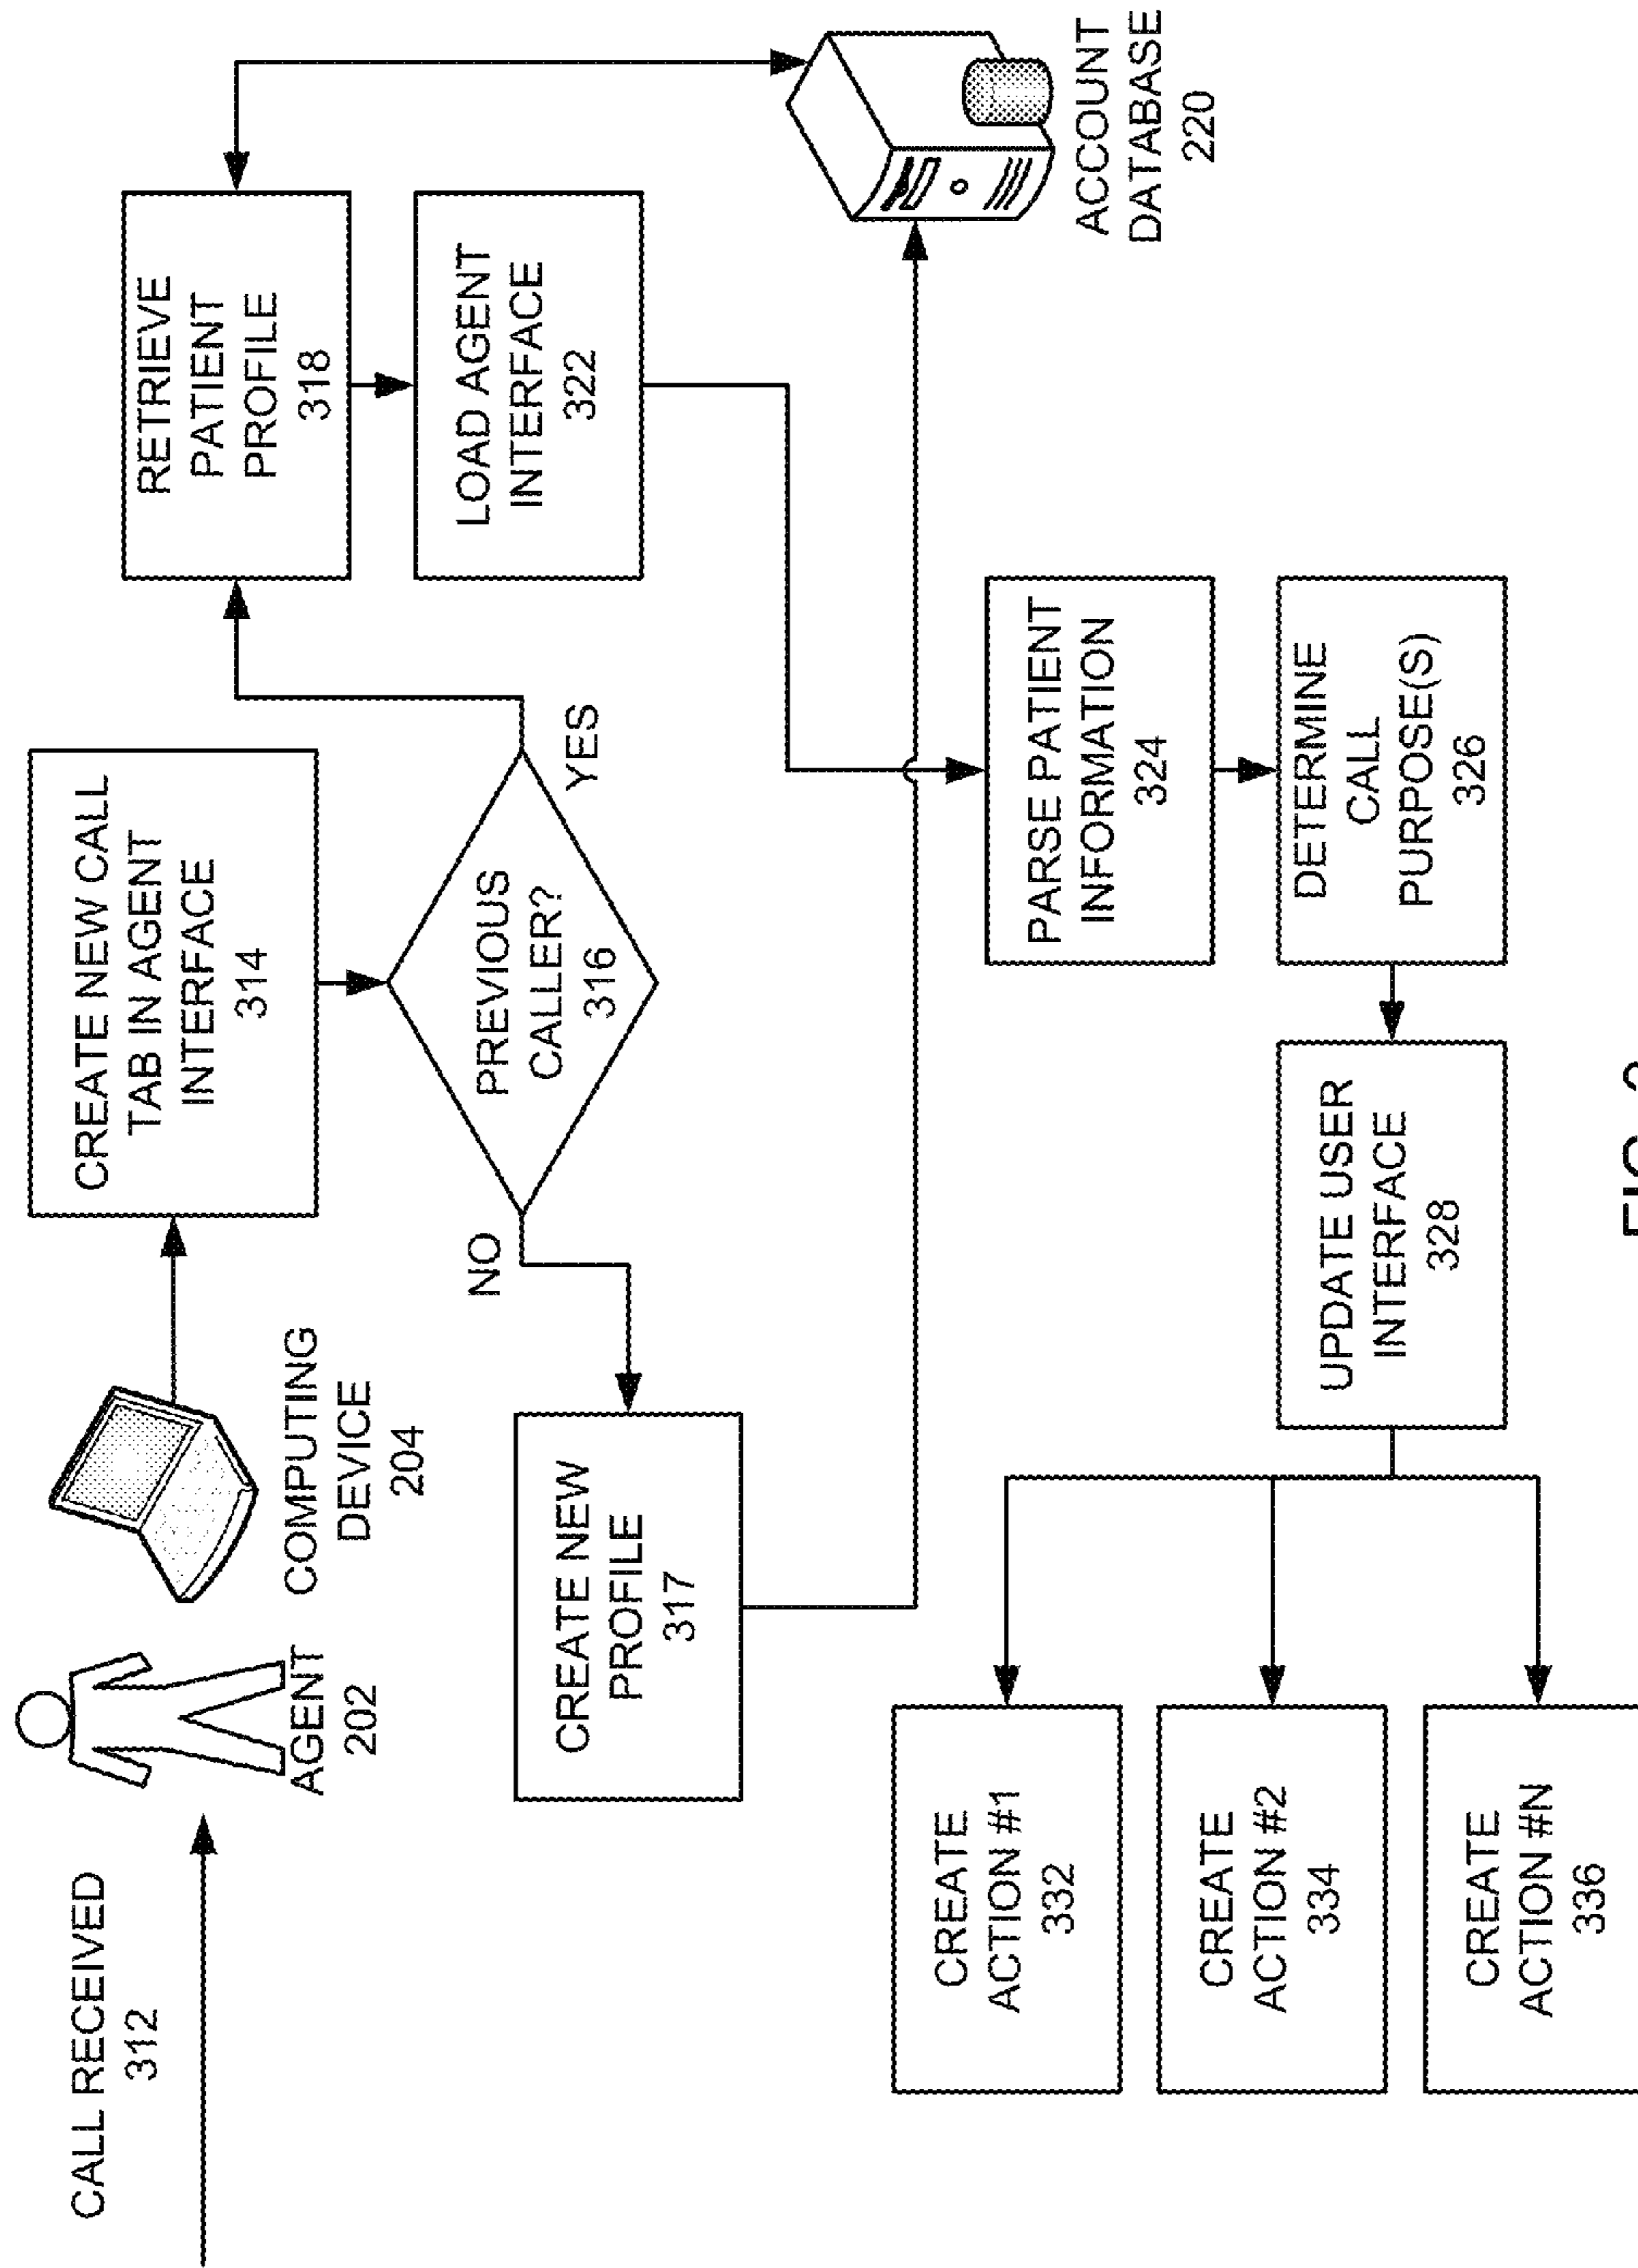 CALL RECEIVED
312
AGENT
202
COMPUTING
DEVICE
204
CREATE NEW CALL
TAB IN AGENT
INTERFACE
314
PREVIOUS
CALLER?
316
NO
YES
CREATE NEW
PROFILE
317
RETRIEVE
PATIENT
PROFILE
318
LOAD AGENT
INTERFACE
322
ACCOUNT
DATABASE
220
PARSE PATIENT
INFORMATION
324
DETERMINE
CALL
PURPOSE(S)
326
UPDATE USER
INTERFACE
328
CREATE
ACTION #1
332
CREATE
ACTION #2
334
CREATE
ACTION #N
336